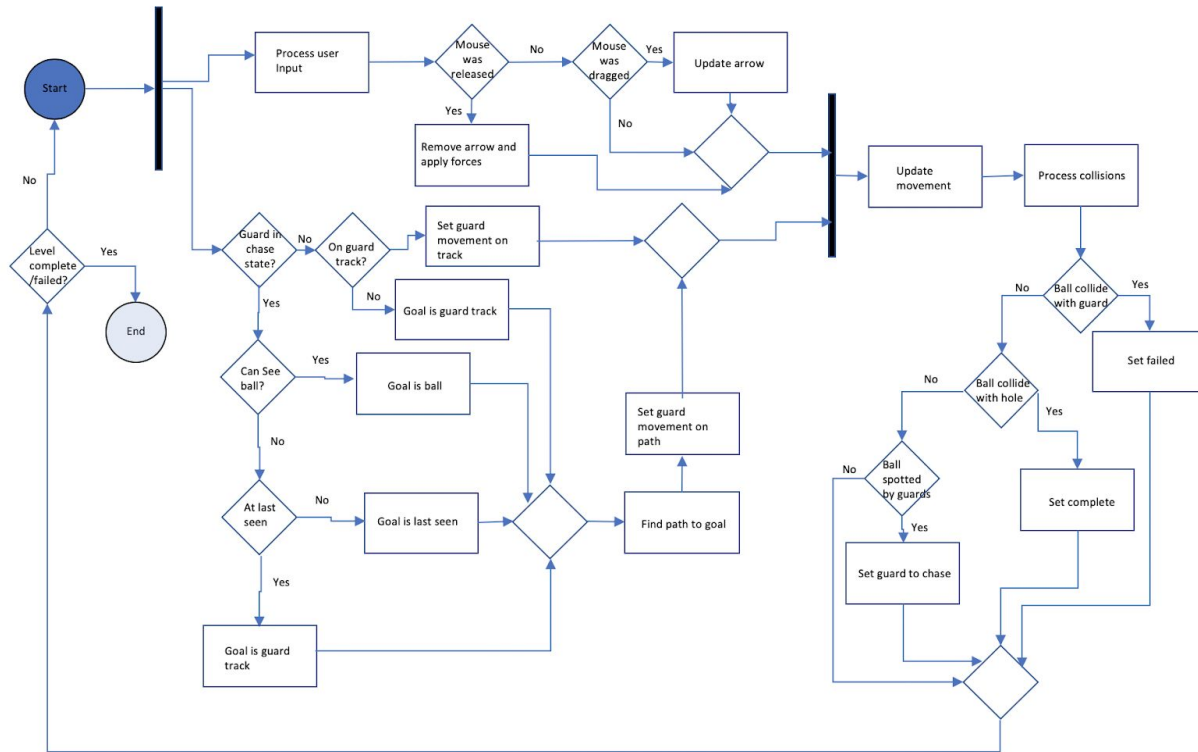 Start
Process user
Input
Mouse
was
released
No
Mouse
was
dragged
Yes
Update arrow
Yes
No
Remove arrow and
apply forces
Update
movement
Process collisions
No
Level
complete
/failed?
Yes
End
Guard in
chase
state?
No
On guard
track?
Set guard
movement on
track
Yes
No
Goal is guard track
Can See
ball?
Yes
Goal is ball
No
At last
seen
No
Goal is last seen
Yes
Goal is guard
track
Set guard
movement on
path
Find path to goal
No
Ball collide
with guard
Yes
Set failed
No
Ball collide
with hole
Yes
No
Ball
spotted
by guards
Set complete
Yes
Set guard to chase